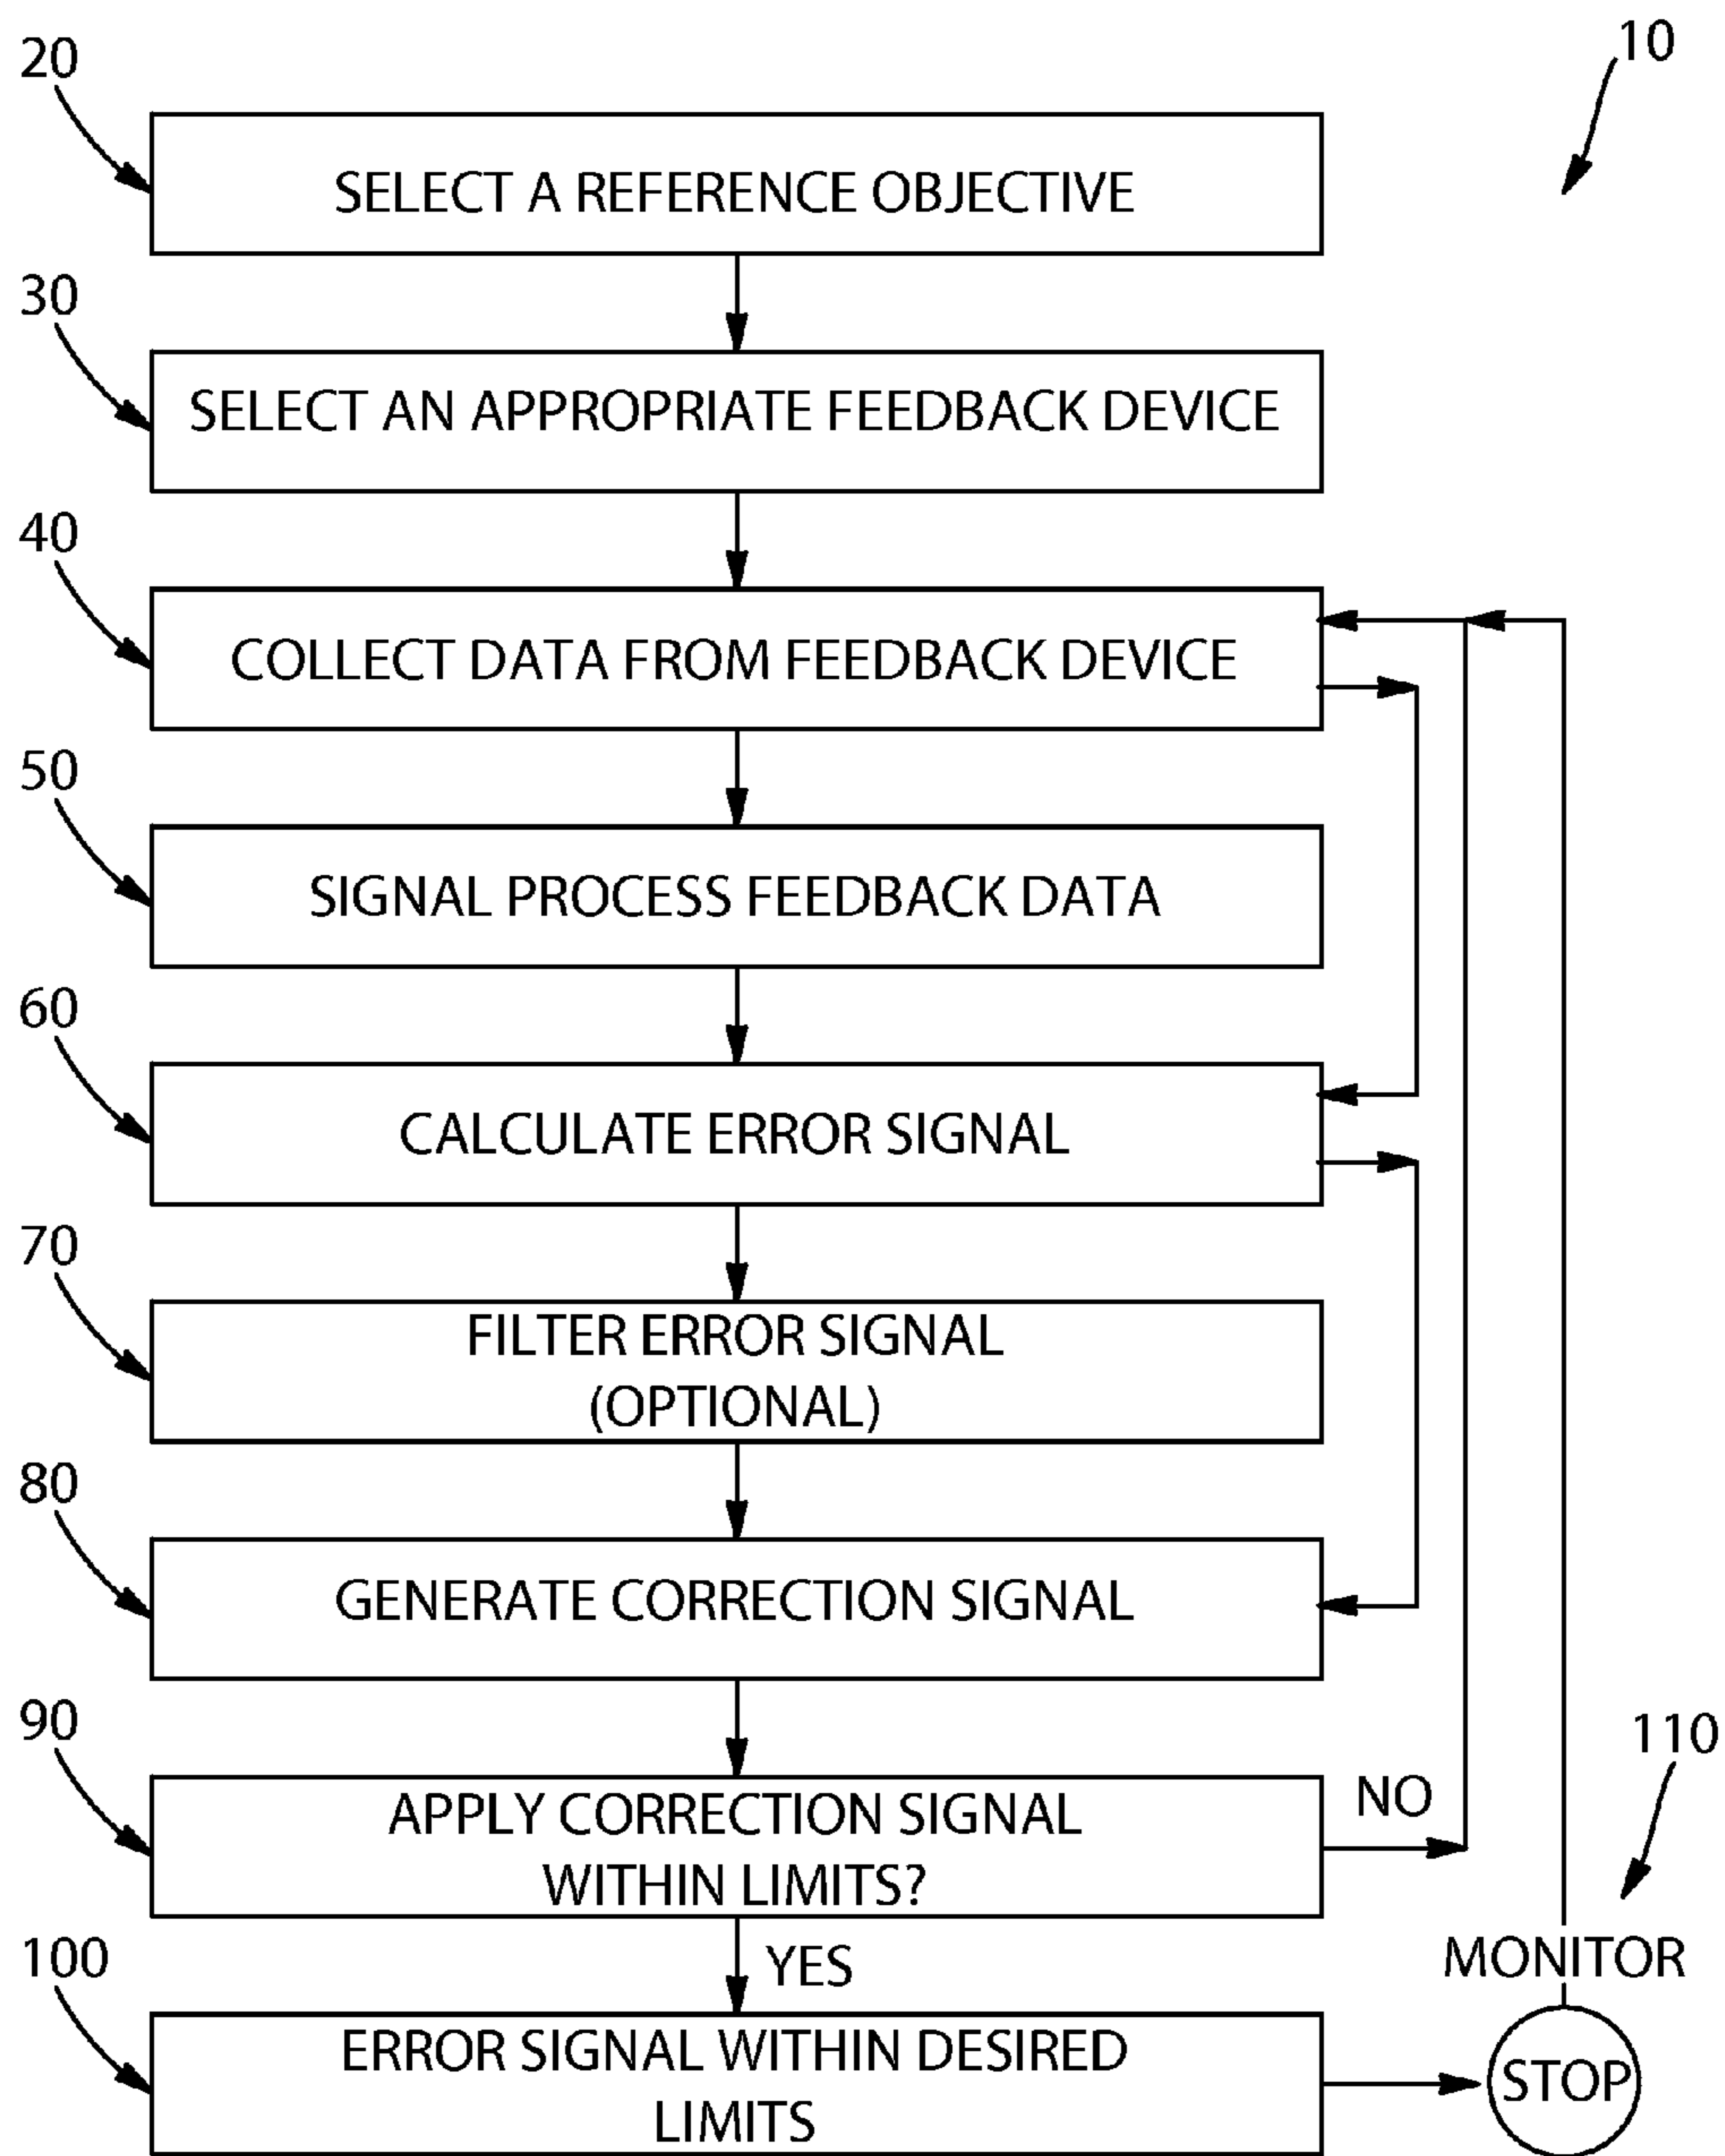 10
20
SELECT A REFERENCE OBJECTIVE
30
SELECT AN APPROPRIATE FEEDBACK DEVICE
40
COLLECT DATA FROM FEEDBACK DEVICE
50
SIGNAL PROCESS FEEDBACK DATA
60
CALCULATE ERROR SIGNAL
70
FILTER ERROR SIGNAL
(OPTIONAL)
80
GENERATE CORRECTION SIGNAL
90
APPLY CORRECTION SIGNAL
WITHIN LIMITS?
NO
110
YES
MONITOR
100
ERROR SIGNAL WITHIN DESIRED
LIMITS
STOP